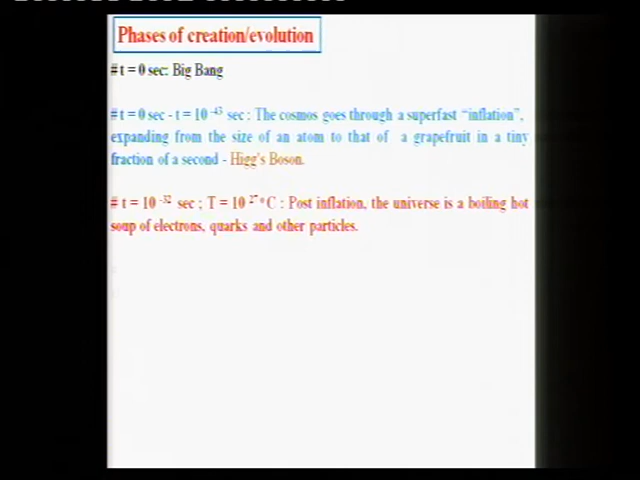 Phases of creation/evolution
# t = 0 sec: Big Bang
# t = 0 sec - t = 10 -43 sec : The cosmos goes through a superfast "inflation",
expanding from the size of an atom to that of a grapefruit in a tiny
fraction of a second - Higg's Boson.
# t = 10 -32 sec ; T = 10 27 °C : Post inflation, the universe is a boiling hot
soup of electrons, quarks and other particles.